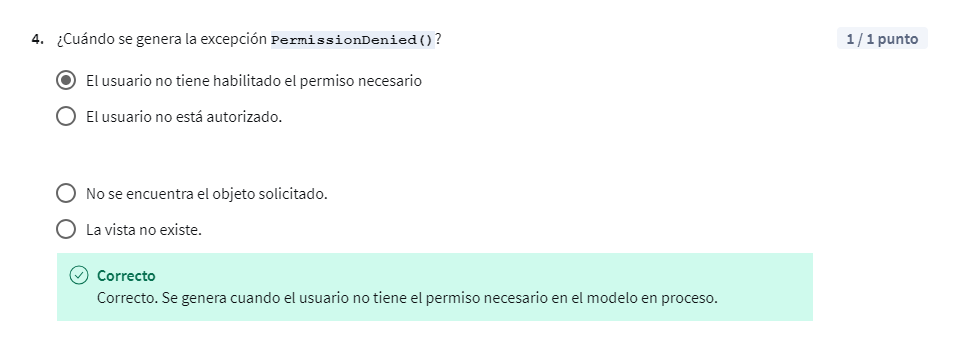 4. ¿Cuándo se genera la excepción PermissionDenied()?
1 / 1 punto
El usuario no tiene habilitado el permiso necesario
El usuario no está autorizado.
No se encuentra el objeto solicitado.
La vista no existe.
Correcto
Correcto. Se genera cuando el usuario no tiene el permiso necesario en el modelo en proceso.